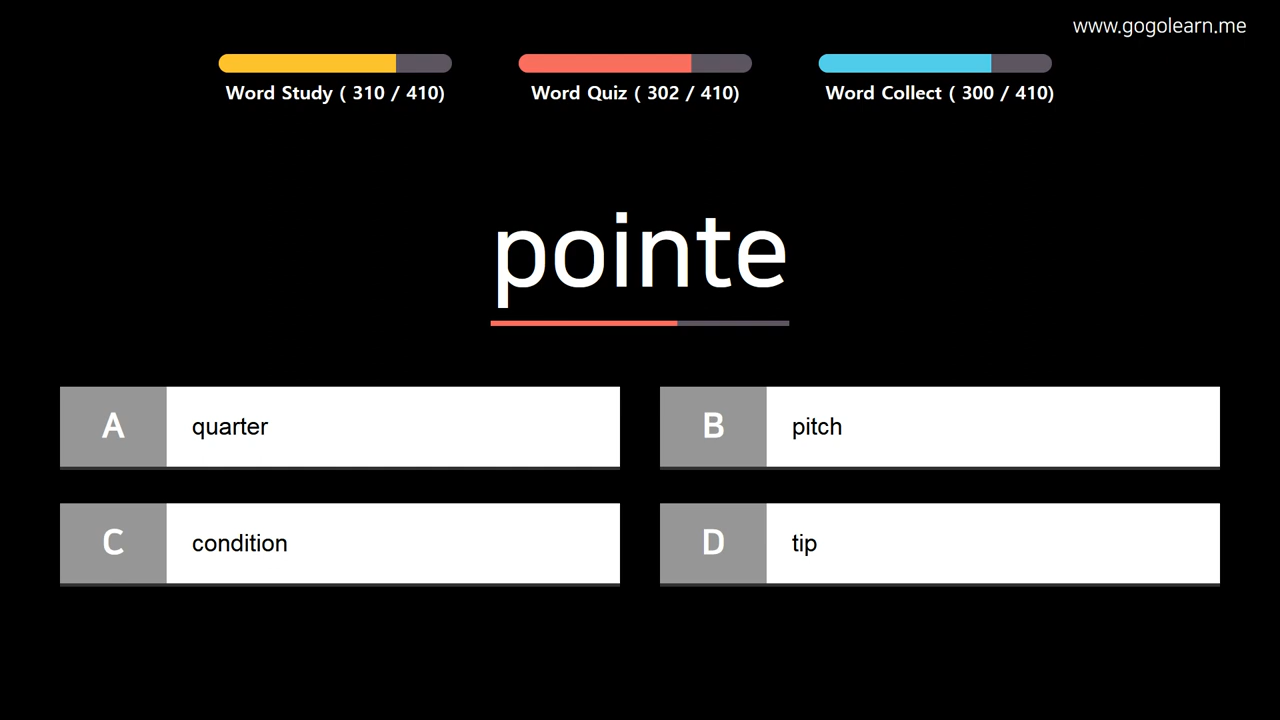 www.gogolearn.me
Word Study ( 310 / 410)
Word Quiz ( 302 / 410)
Word Collect ( 300 / 410)
pointe
A quarter
B pitch
C condition
D tip